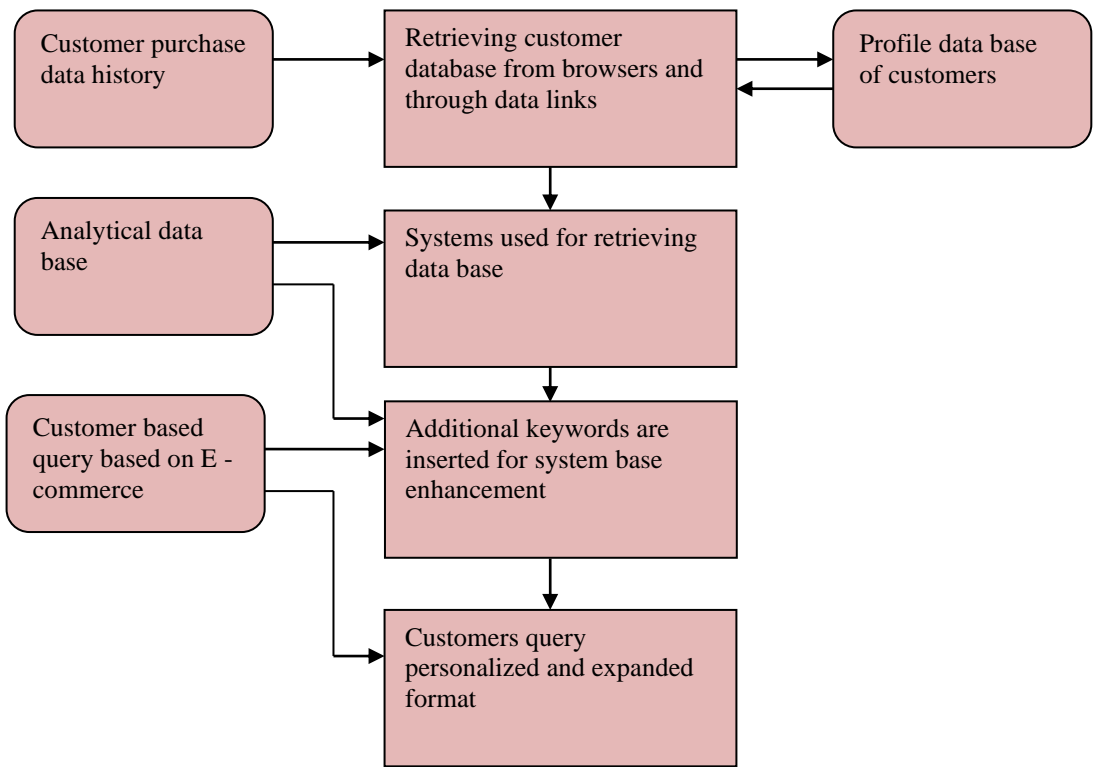 Customer purchase
data history
Retrieving customer
database from browsers and
through data links
Profile data base
of customers
Analytical data
base
Systems used for retrieving
data base
Customer based
query based on E -
commerce
Additional keywords are
inserted for system base
enhancement
Customers query
personalized and expanded
format